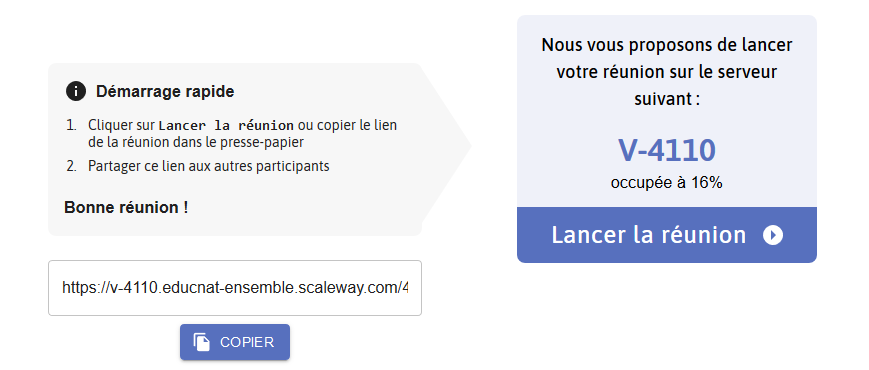 Démarrage rapide
1. Cliquer sur Lancer la réunion ou copier le lien
de la réunion dans le presse-papier
2. Partager ce lien aux autres participants
Bonne réunion !
https://v-4110.educnat-ensemble.scaleway.com/4
COPIER
Nous vous proposons de lancer
votre réunion sur le serveur
suivant :
V-4110
occupée à 16%
Lancer la réunion